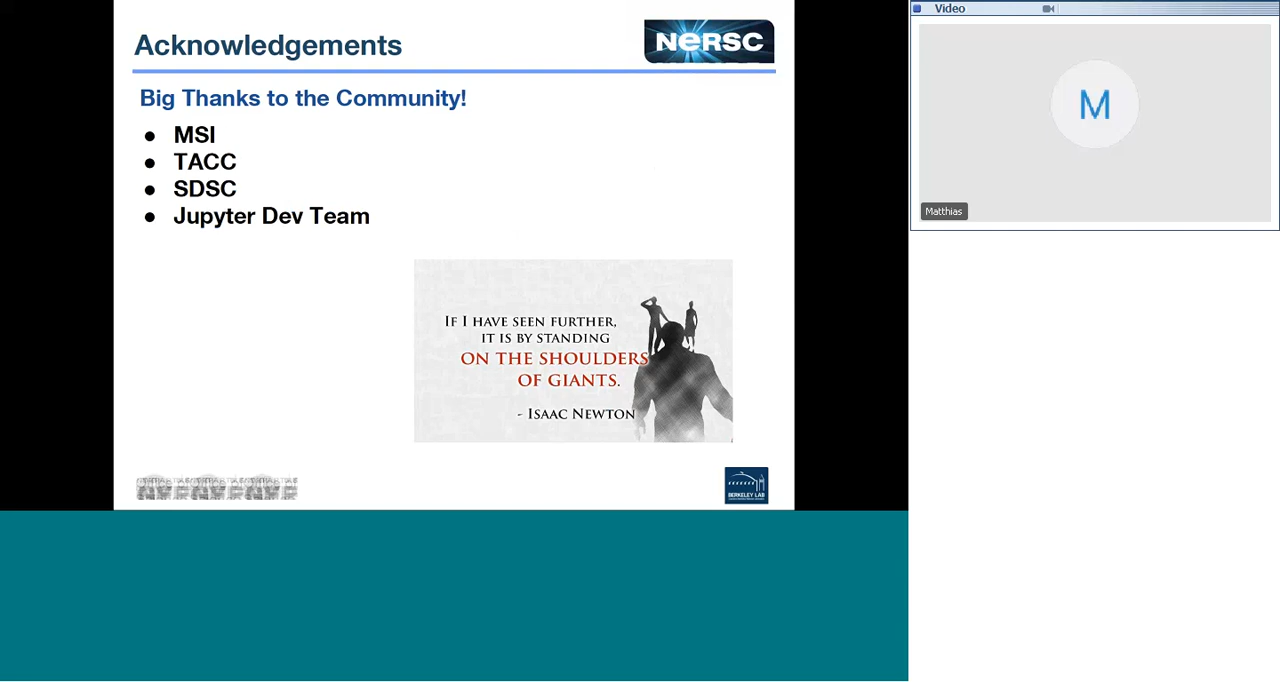 Acknowledgements
NERSC
Big Thanks to the Community!
● MSI
● TACC
● SDSC
● Jupyter Dev Team
IF I HAVE SEEN FURTHER,
IT IS BY STANDING
ON THE SHOULDERS
OF GIANTS.
- ISAAC NEWTON
BERKELEY LAB
Video
M
Matthias